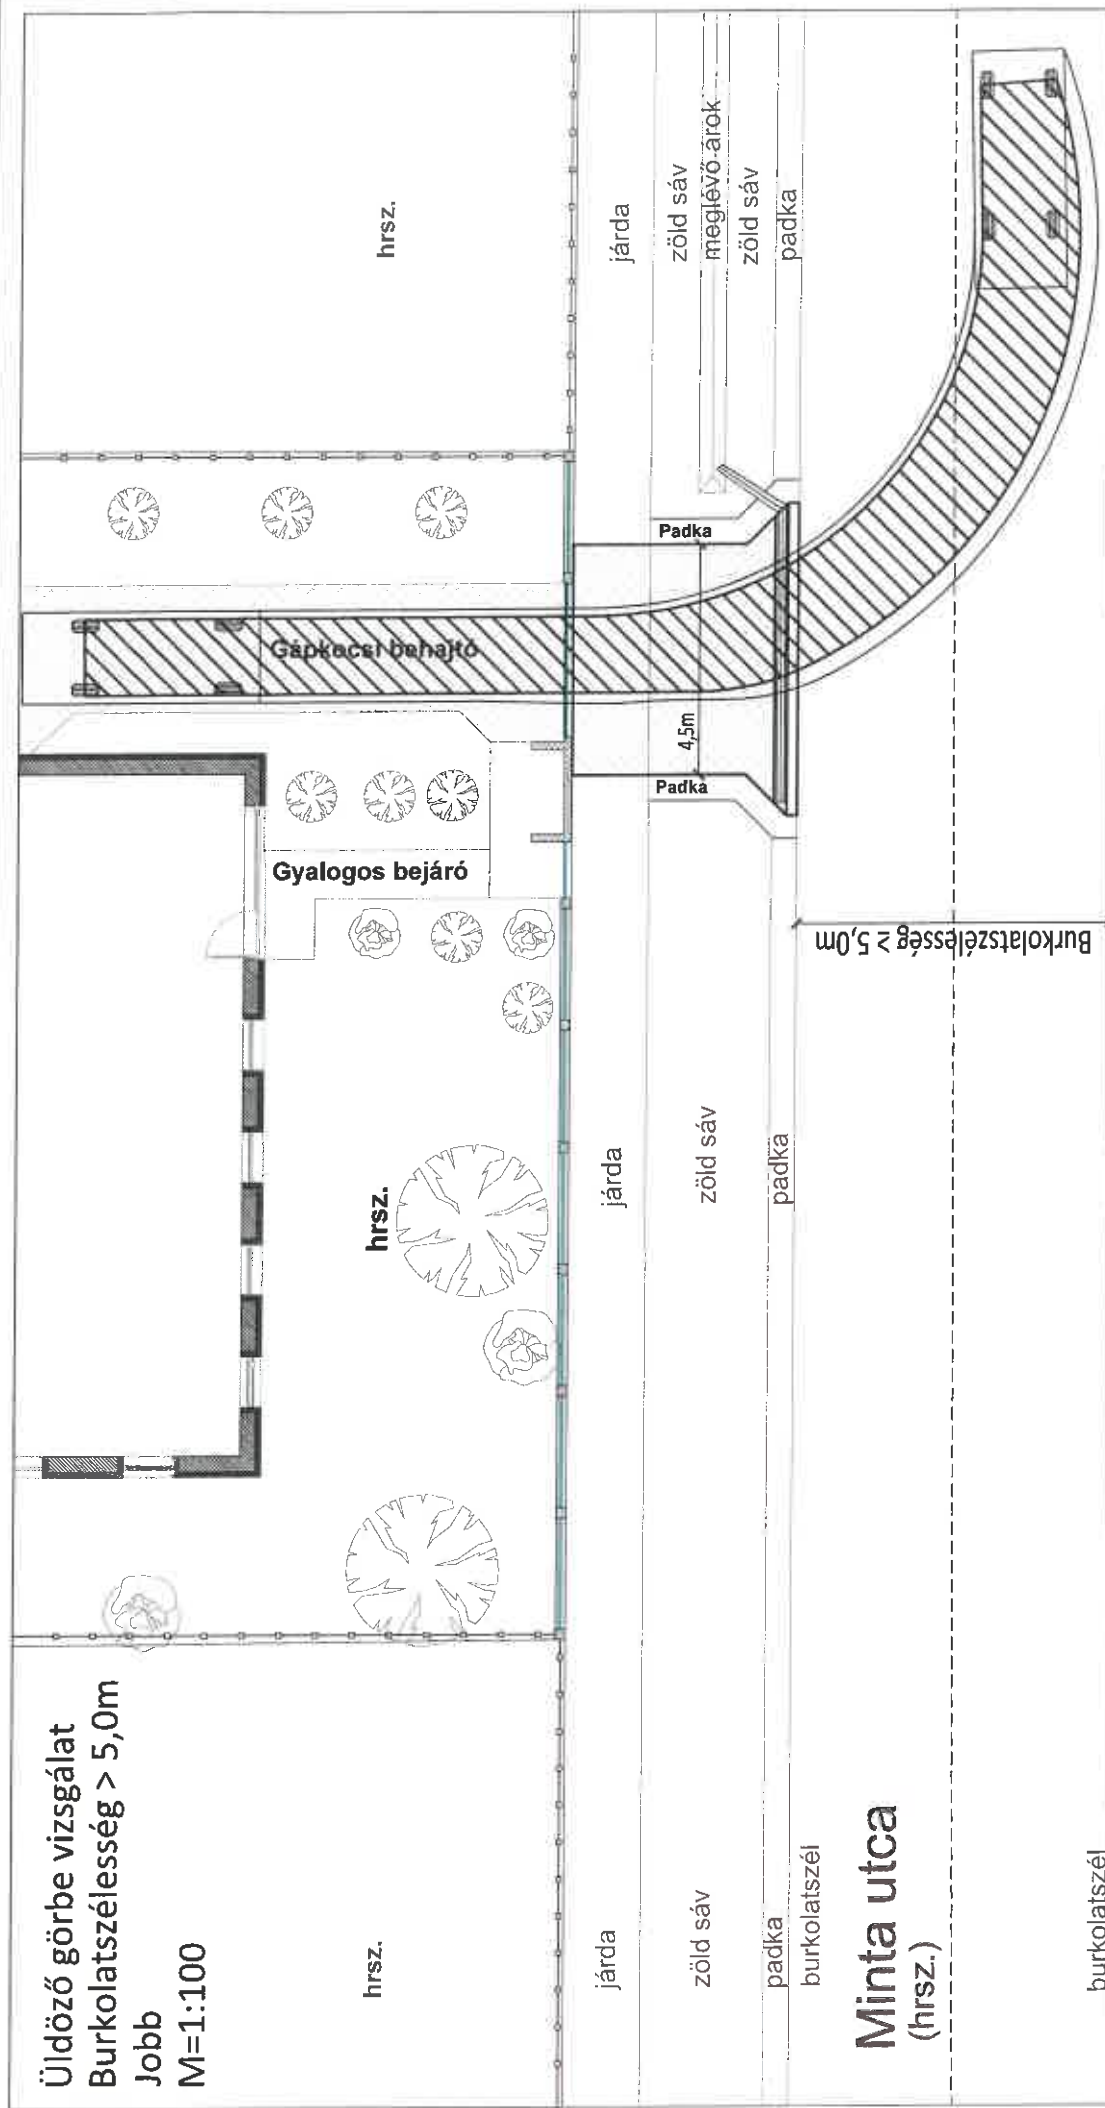 Üldöző görbe vizsgálat
Burkolatszélesség > 5,0m
Jobb
M=1:100
hrsz.
hrsz.
hrsz.
Gyalogos bejáró
Gápkocsi behajtó
Padka
4,5m
Padka
járda
zöld sáv
meglévő árok
zöld sáv
padka
járda
zöld sáv
padka
járda
zöld sáv
padka
burkolatszél
Minta utca
(hrsz.)
burkolatszél
Burkolatszélesség ≥ 5,0m